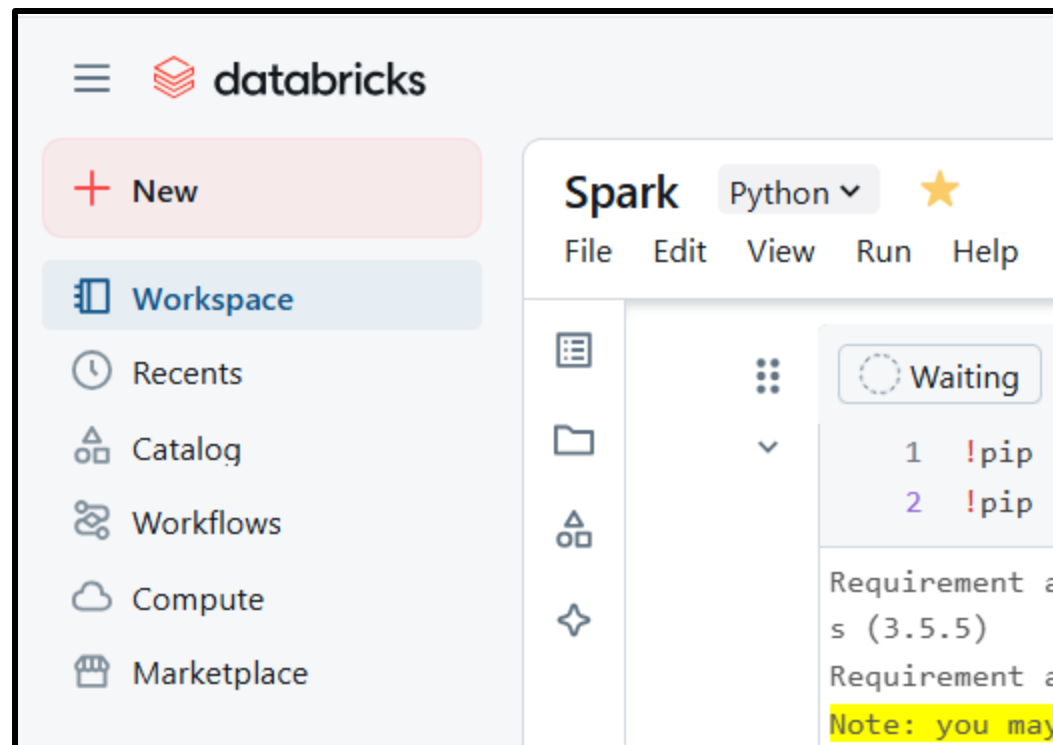 databricks
New
Workspace
Recents
Catalog
Workflows
Compute
Marketplace
Spark Python
File Edit View Run Help
Waiting
1 !pip
2 !pip
Requirement
s (3.5.5)
Requirement
Note: you may